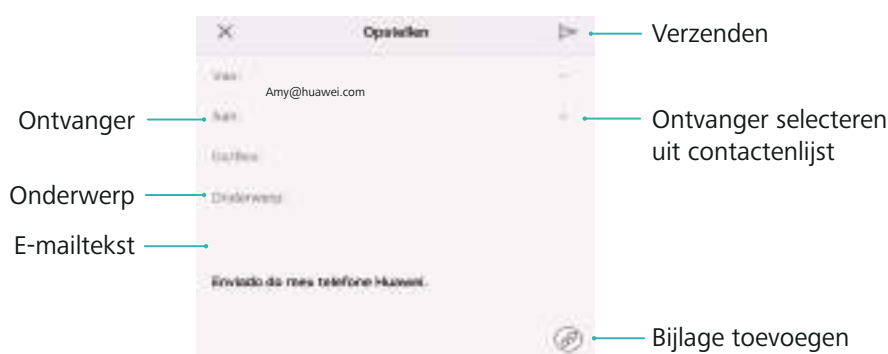 Opstellen
Verzenden
Van:
Amy@huawei.com
Ontvanger
Aan:
Ontvanger selecteren
uit contactenlijst
Cc/Bcc:
Onderwerp
Onderwerp:
E-mailtekst
Enviado do meu telefone Huawei.
Bijlage toevoegen